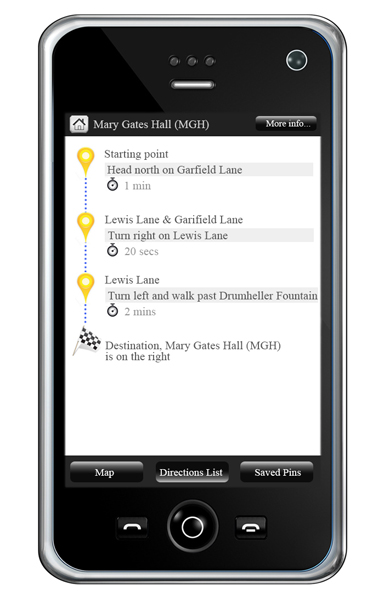 Mary Gates Hall (MGH)
More info...
Starting point
Head north on Garfield Lane
1 min
Lewis Lane & Garifield Lane
Turn right on Lewis Lane
20 secs
Lewis Lane
Turn left and walk past Drumheller Fountain
2 mins
Destination, Mary Gates Hall (MGH)
is on the right
Map
Directions List
Saved Pins